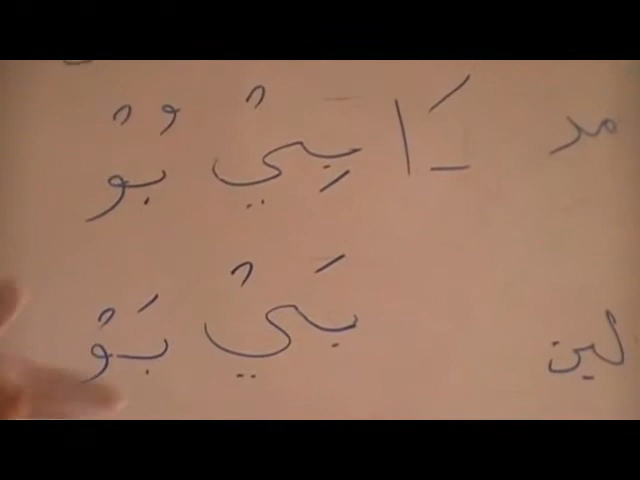 مد ـَا بِيْ بُوْ
لين بَيْ بَوْ